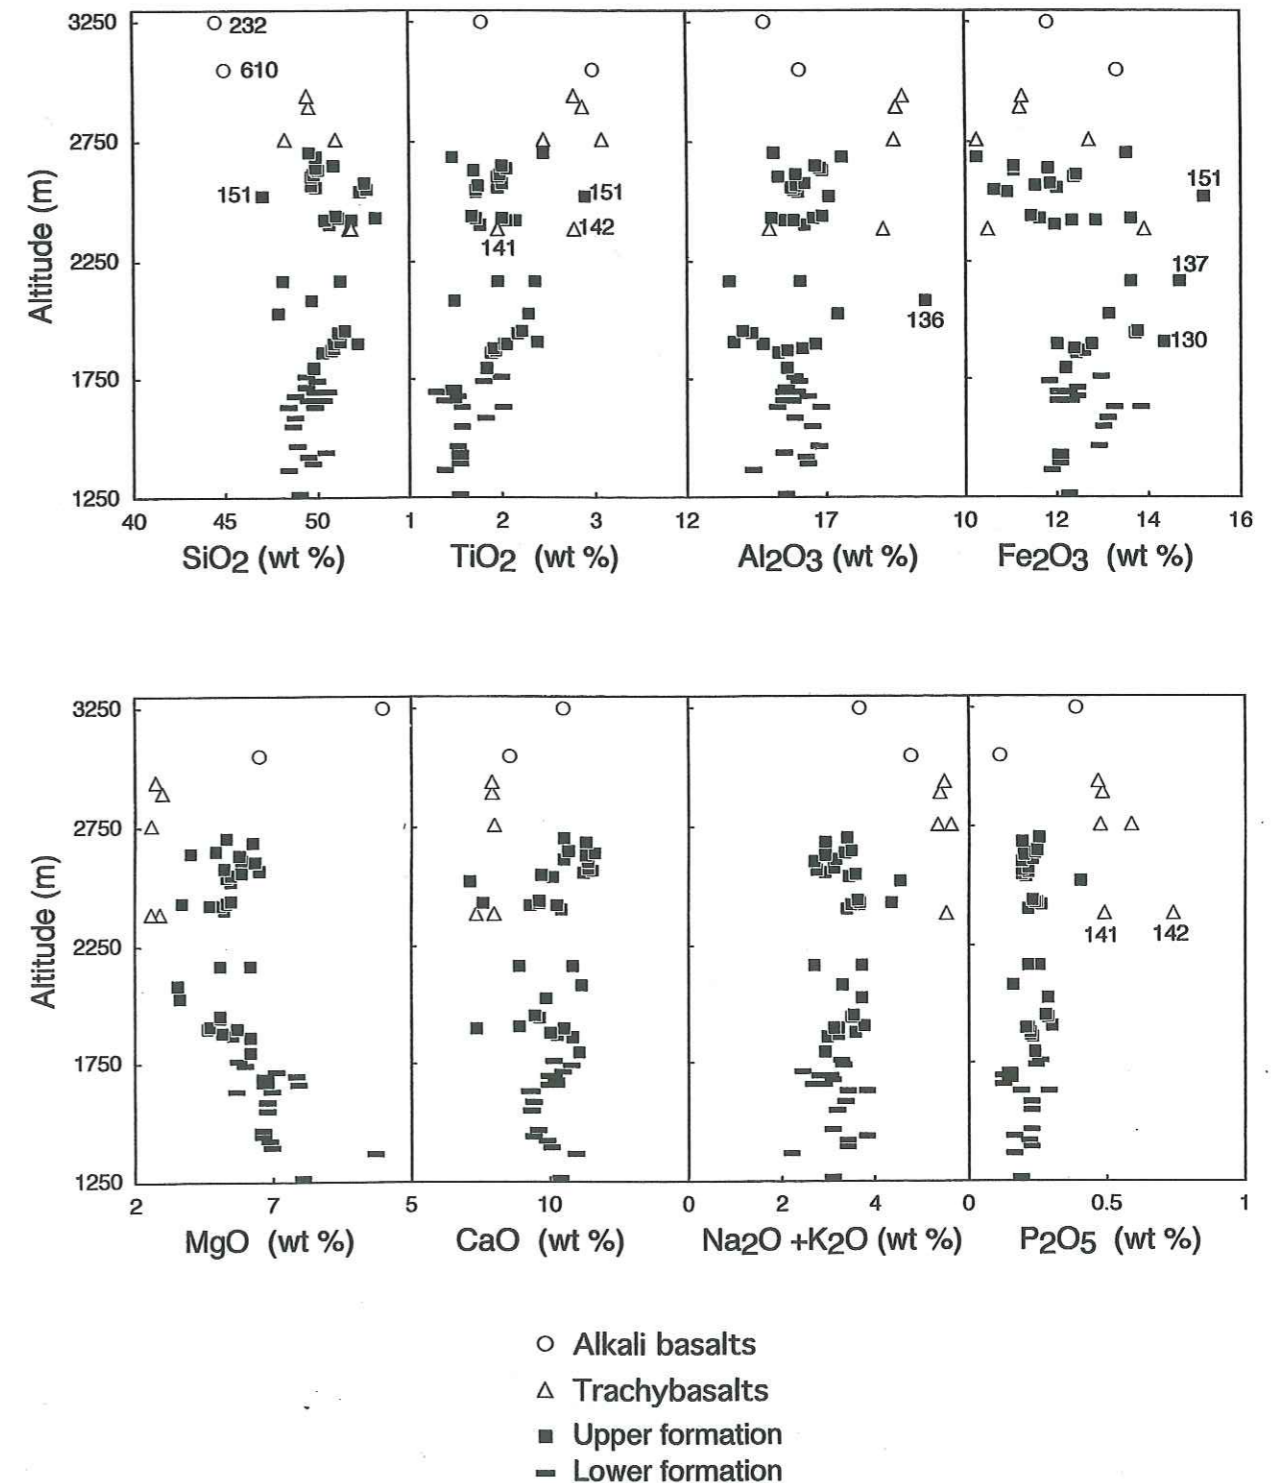 3250
2750
2250
1750
1250
Altitude (m)
232
610
151
151
142
141
136
151
137
130
40 45 50 1 2 3 12 17 10 12 14 16
SiO2 (wt %) TiO2 (wt %) Al2O3 (wt %) Fe2O3 (wt %)
3250
2750
2250
1750
1250
Altitude (m)
141 142
2 7 5 10 0 2 4 0 0.5 1
MgO (wt %) CaO (wt %) Na2O +K2O (wt %) P2O5 (wt %)
Alkali basalts
Trachybasalts
Upper formation
Lower formation